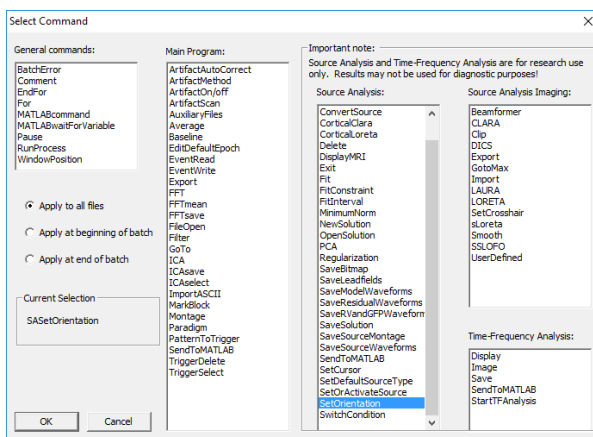 Select Command
General commands:
BatchError
Comment
EndFor
For
MATLABcommand
MATLABwaitForVariable
Pause
RunProcess
WindowPosition
Apply to all files
Apply at beginning of batch
Apply at end of batch
Current Selection
SASetOrientation
OK
Cancel
Main Program:
ArtifactAutoCorrect
ArtifactMethod
ArtifactOn/off
ArtifactScan
AuxiliaryFiles
Average
Baseline
EditDefaultEpoch
EventRead
EventWrite
Export
FFT
FFTmean
FFTsave
FileOpen
Filter
GoTo
ICA
ICAsave
ICAselect
ImportASCII
MarkBlock
Montage
Paradigm
PatternToTrigger
SendToMATLAB
TriggerDelete
TriggerSelect
Important note:
Source Analysis and Time-Frequency Analysis are for research use
only. Results may not be used for diagnostic purposes!
Source Analysis:
ConvertSource
CorticalClara
CorticalLoreta
Delete
DisplayMRI
Exit
Fit
FitConstraint
FitInterval
MinimumNorm
NewSolution
OpenSolution
PCA
Regularization
SaveBitmap
SaveLeadfields
SaveModelWaveforms
SaveResidualWaveforms
SaveRVandGFPWaveform
SaveSolution
SaveSourceMontage
SaveSourceWaveforms
SendToMATLAB
SetCursor
SetDefaultSourceType
SetOrActivateSource
SetOrientation
SwitchCondition
Source Analysis Imaging:
Beamformer
CLARA
Clip
DICS
Export
GotoMax
Import
LAURA
LORETA
SetCrosshair
sLoreta
Smooth
SSLOFO
UserDefined
Time-Frequency Analysis:
Display
Image
Save
SendToMATLAB
StartTFAnalysis